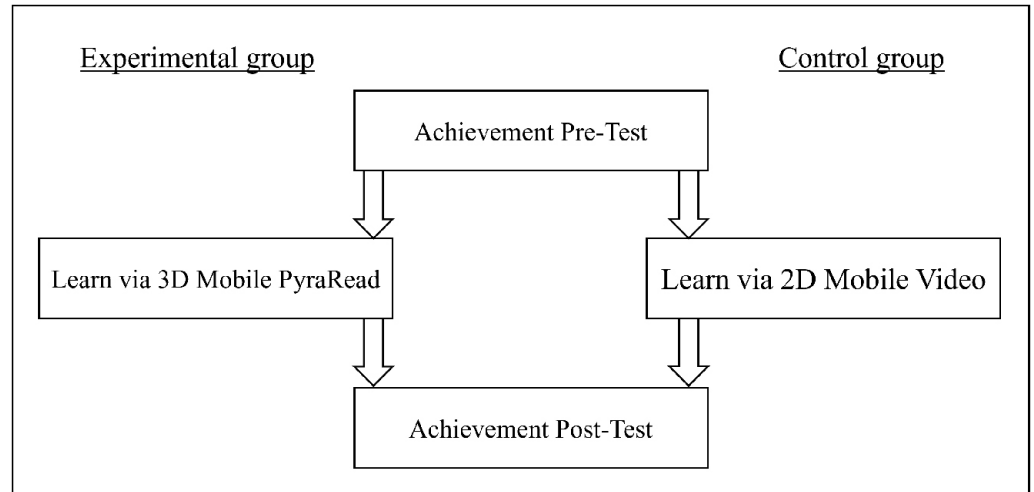 Experimental group
Control group
Achievement Pre-Test
Learn via 3D Mobile PyraRead
Learn via 2D Mobile Video
Achievement Post-Test